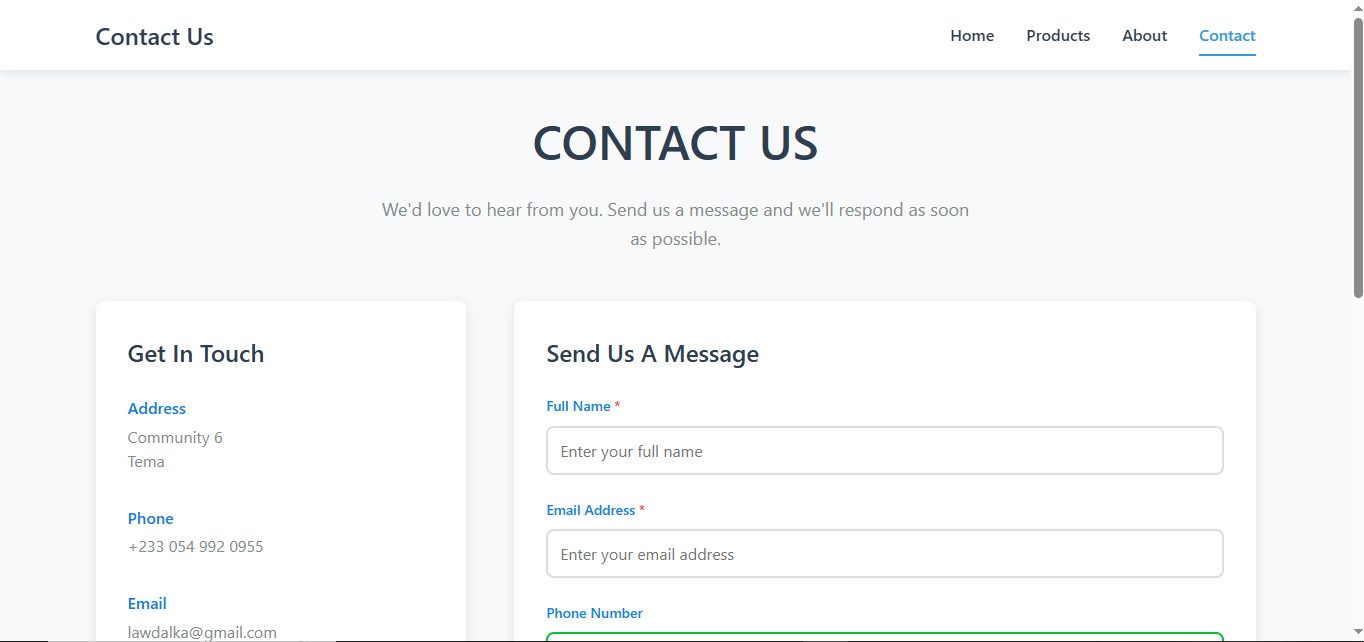 Contact Us
Home
Products
About
Contact
CONTACT US
We'd love to hear from you. Send us a message and we'll respond as soon
as possible.
Get In Touch
Address
Community 6
Tema
Phone
+233 054 992 0955
Email
lawdalka@gmail.com
Send Us A Message
Full Name *
Enter your full name
Email Address *
Enter your email address
Phone Number